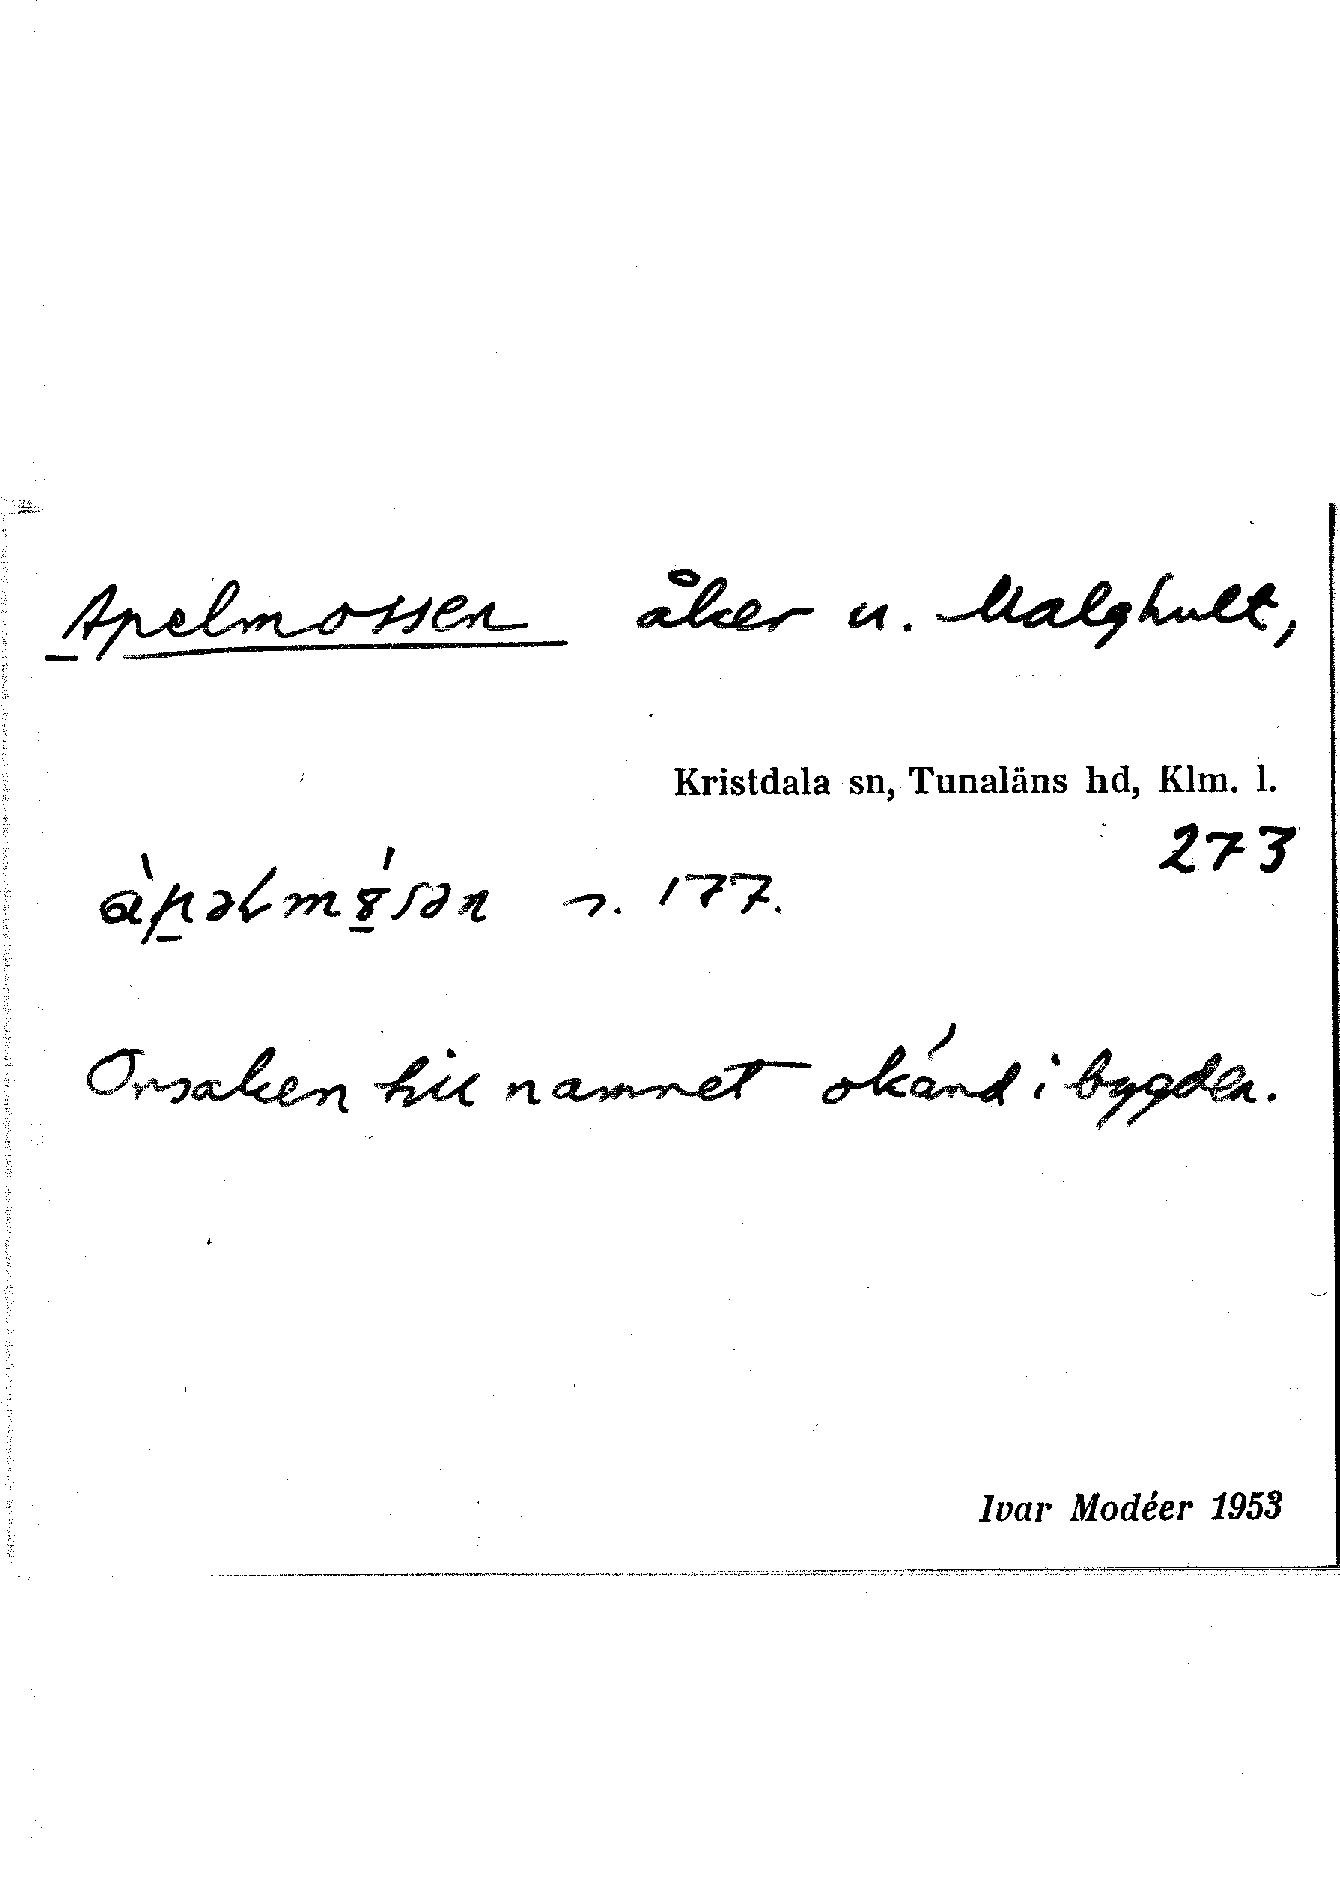 Apelmossen åker u. Malghult,
Kristdala sn, Tunaläns hd, Klm. l.
273
s. 177.
Orsaken till namnet okänd i bygden.
Ivar Modéer 1953